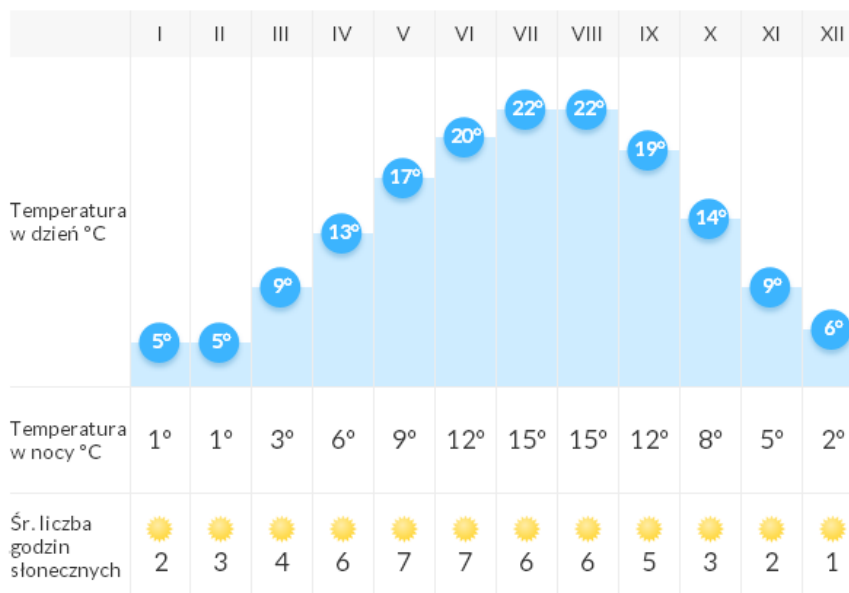 I II III IV V VI VII VIII IX X XI XII
Temperatura
w dzień °C
5° 5° 9° 13° 17° 20° 22° 22° 19° 14° 9° 6°
Temperatura
w nocy °C
1° 1° 3° 6° 9° 12° 15° 15° 12° 8° 5° 2°
Śr. liczba
godzin
słonecznych
2 3 4 6 7 7 6 6 5 3 2 1